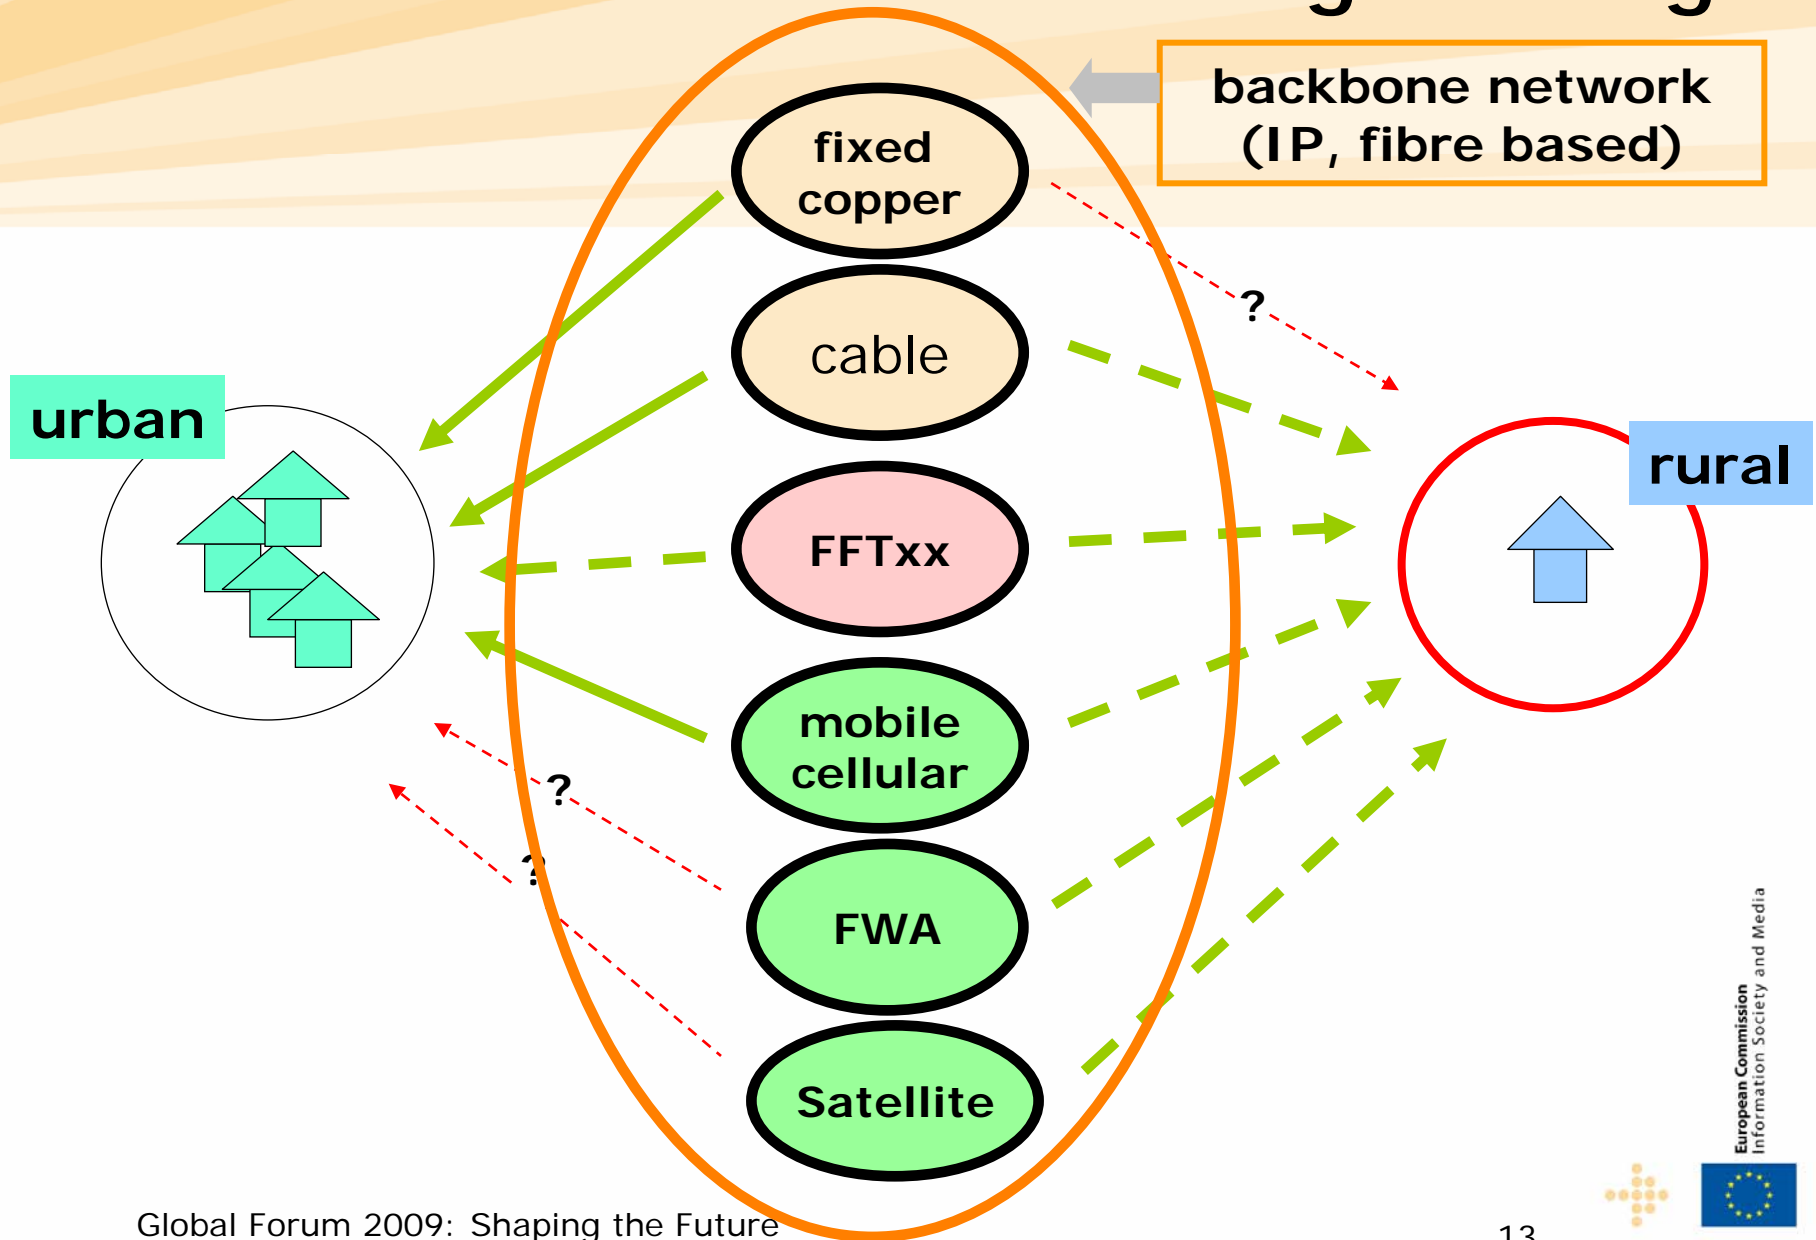 backbone network
(IP, fibre based)
fixed
copper
?
cable
urban
rural
FFTxx
mobile
cellular
?
?
FWA
Satellite
European Commission
Information Society and Media
Global Forum 2009: Shaping the Future
13